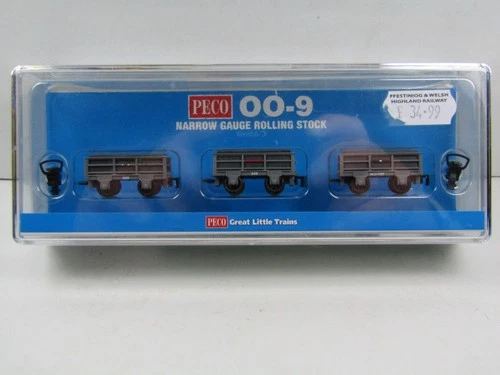 PECO OO-9
NARROW GAUGE ROLLING STOCK
FFESTINIOG & WELSH
HIGHLAND RAILWAY
£ 34.99
PECO Great Little Trains